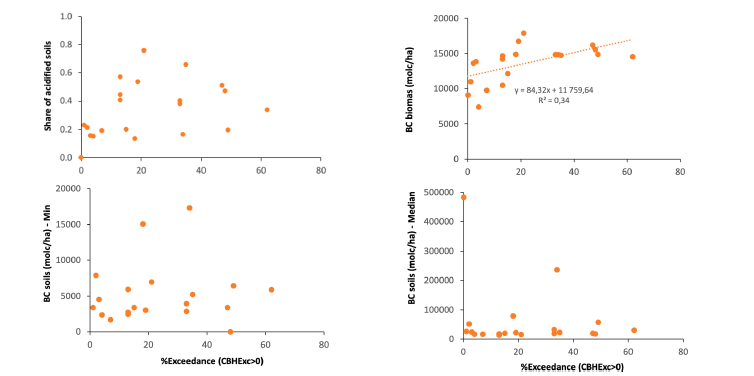 Share of acidified soils
1.0
0.8
0.6
0.4
0.2
0.0
0 20 40 60 80
BC biomas (molc/ha)
20000
15000
10000
5000
0
y = 84,32x + 11 759,64
R² = 0,34
0 20 40 60 80
BC soils (molc/ha) - Min
20000
15000
10000
5000
0
0 20 40 60 80
%Exceedance (CBHExc>0)
BC soils (molc/ha) - Median
500000
400000
300000
200000
100000
0
0 20 40 60 80
%Exceedance (CBHExc>0)